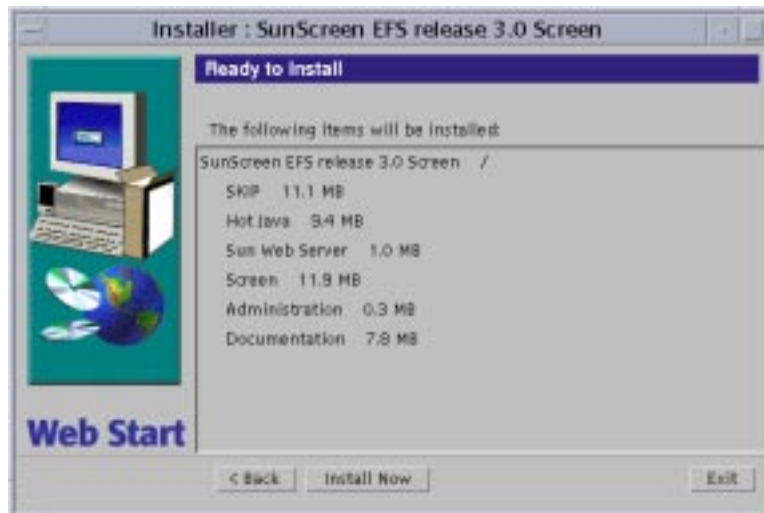 Installer : SunScreen EFS release 3.0 Screen
Ready to Install
The following items will be installed:
SunScreen EFS release 3.0 Screen /
SKIP 11.1 MB
HotJava 9.4 MB
Sun Web Server 1.0 MB
Screen 11.9 MB
Administration 0.3 MB
Documentation 7.8 MB
Web Start
< Back Install Now Exit